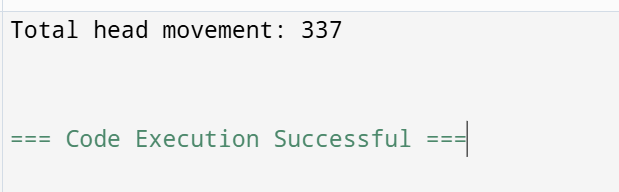 Total head movement: 337
=== Code Execution Successful ===